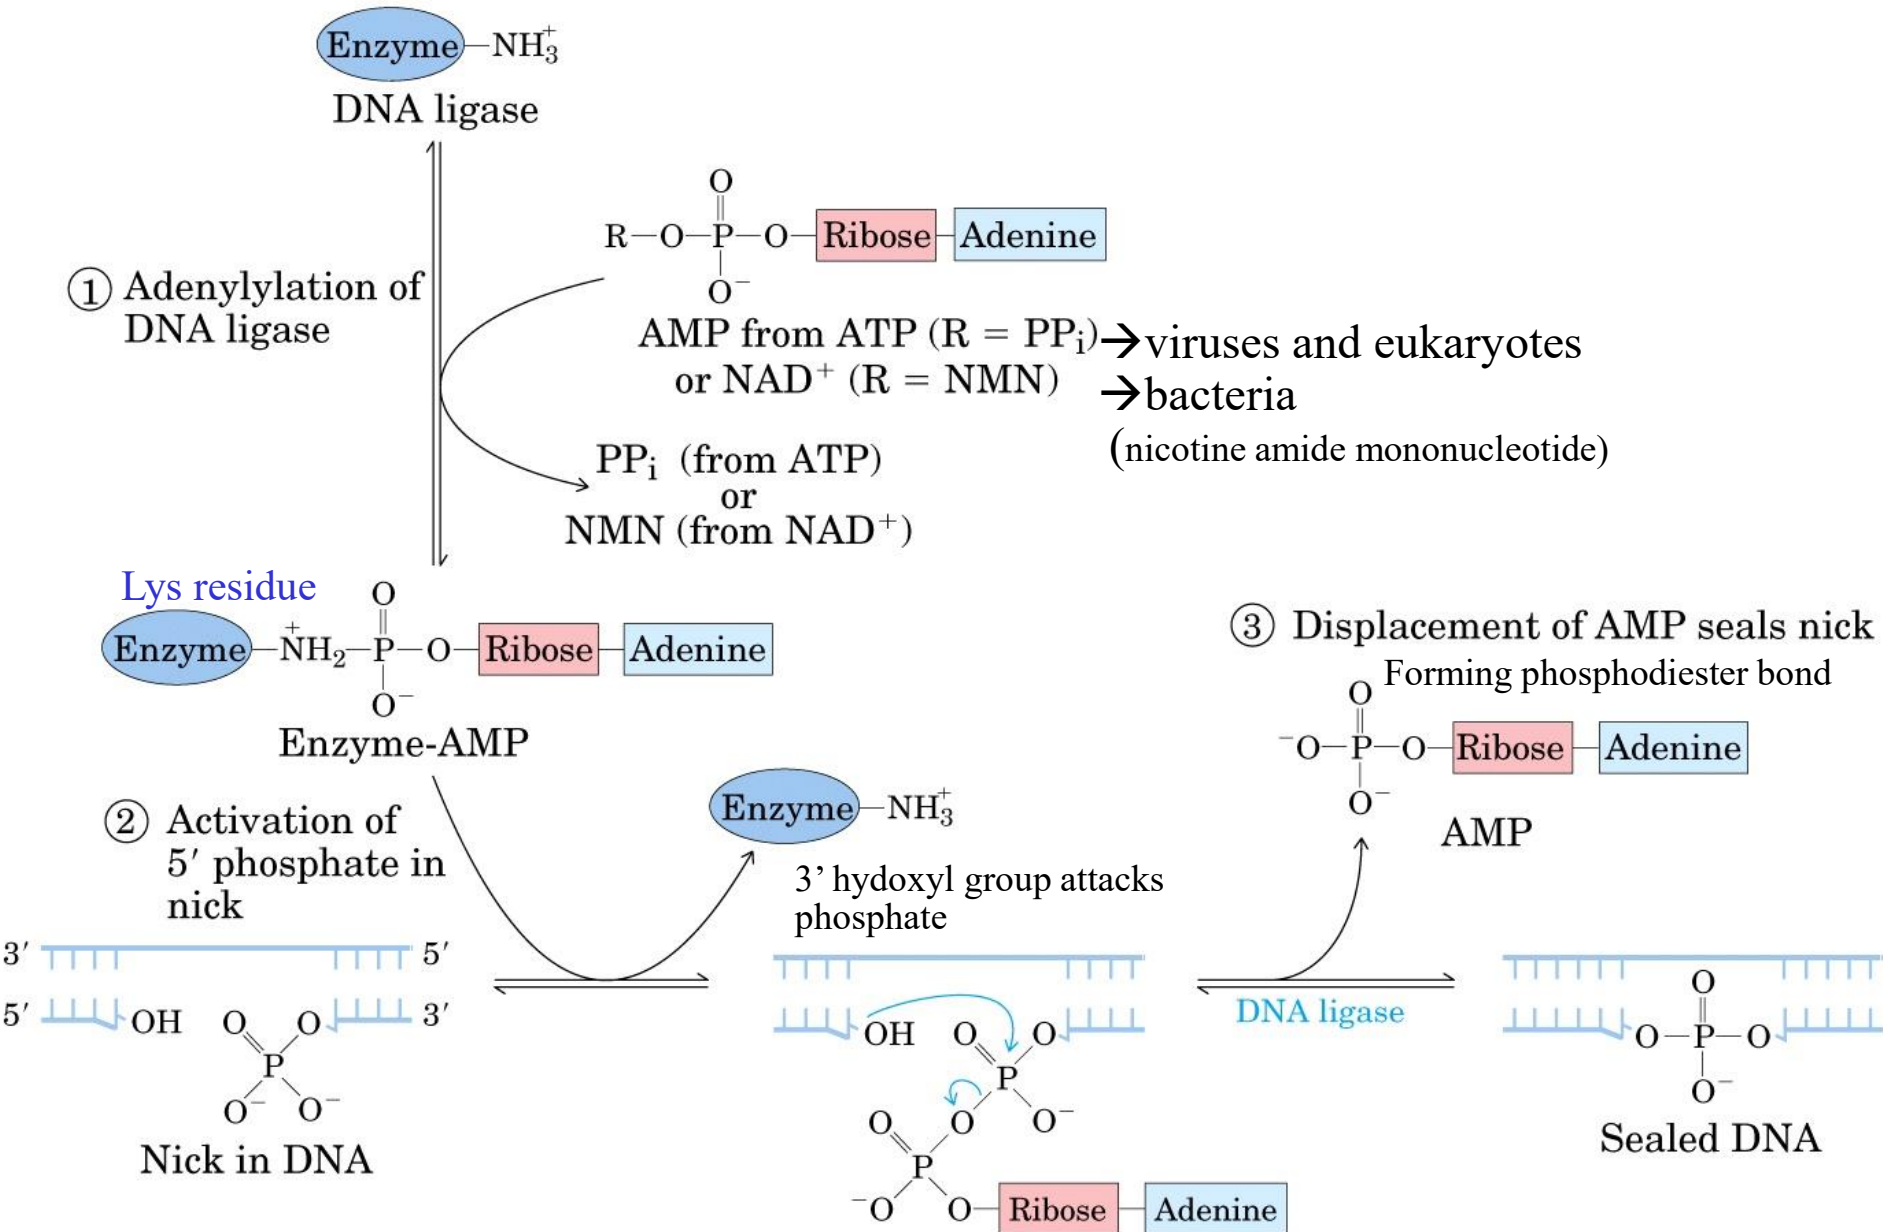 Enzyme–NH₃⁺
DNA ligase
O
R–O–P–O–Ribose–Adenine
O⁻
① Adenylylation of
DNA ligase
AMP from ATP (R = PPᵢ)→viruses and eukaryotes
or NAD⁺ (R = NMN) →bacteria
(nicotine amide mononucleotide)
PPᵢ (from ATP)
or
NMN (from NAD⁺)
Lys residue
O
Enzyme–N⁺H₂–P–O–Ribose–Adenine
O⁻
Enzyme-AMP
③ Displacement of AMP seals nick
Forming phosphodiester bond
O
⁻O–P–O–Ribose–Adenine
O⁻
AMP
② Activation of
5′ phosphate in
nick
Enzyme–NH₃⁺
3’ hydoxyl group attacks
phosphate
3′ 5′
5′ OH O O 3′
P
O⁻ O⁻
Nick in DNA
OH O O
P
O O⁻
O
P
⁻O O–Ribose–Adenine
DNA ligase
O
O–P–O
O⁻
Sealed DNA